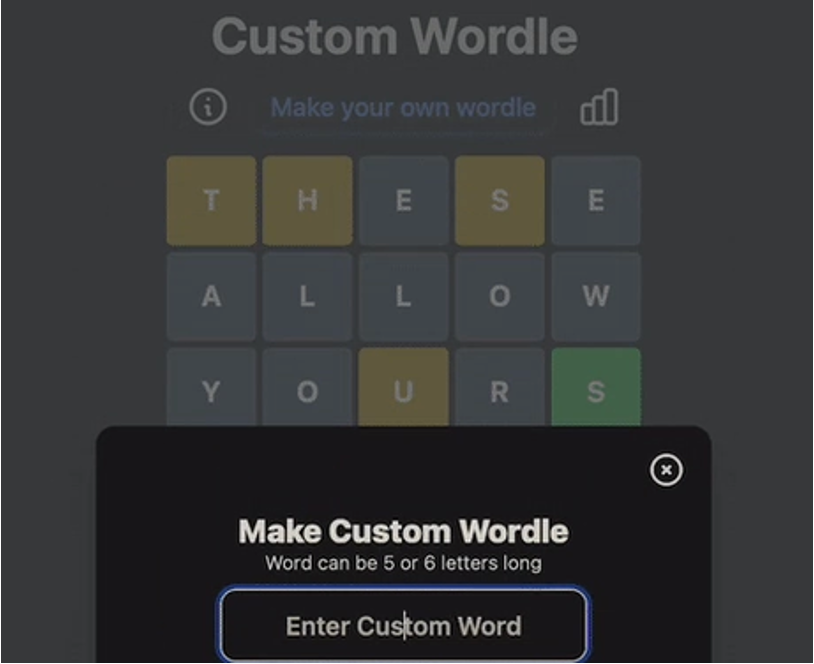 Custom Wordle
Make your own wordle
T H E S E
A L L O W
Y O U R S
Make Custom Wordle
Word can be 5 or 6 letters long
Enter Custom Word